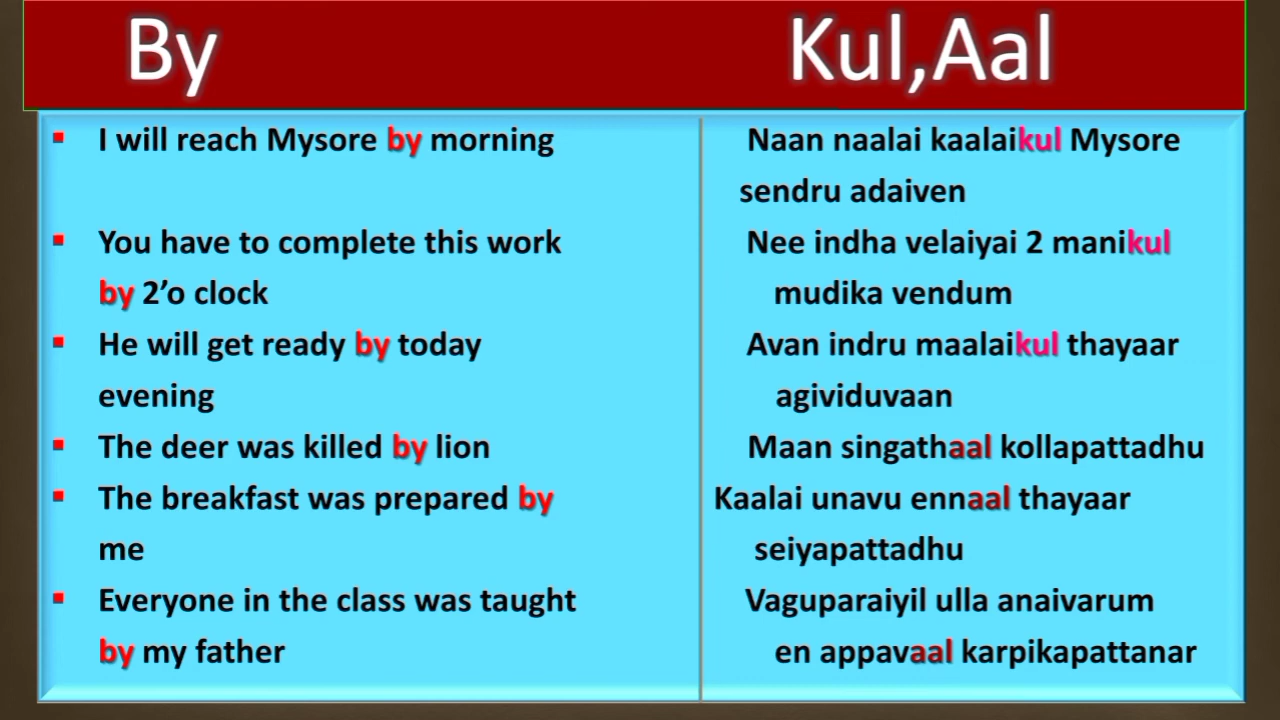 By
Kul,Aal
I will reach Mysore by morning
Naan naalai kaalaikul Mysore
sendru adaiven
You have to complete this work
by 2’o clock
Nee indha velaiyai 2 manikul
mudika vendum
He will get ready by today
evening
Avan indru maalaikul thayaar
agividuvaan
The deer was killed by lion
Maan singathaal kollapattadhu
The breakfast was prepared by
me
Kaalai unavu ennaal thayaar
seiyapattadhu
Everyone in the class was taught
by my father
Vaguparaiyil ulla anaivarum
en appavaal karpikapattanar